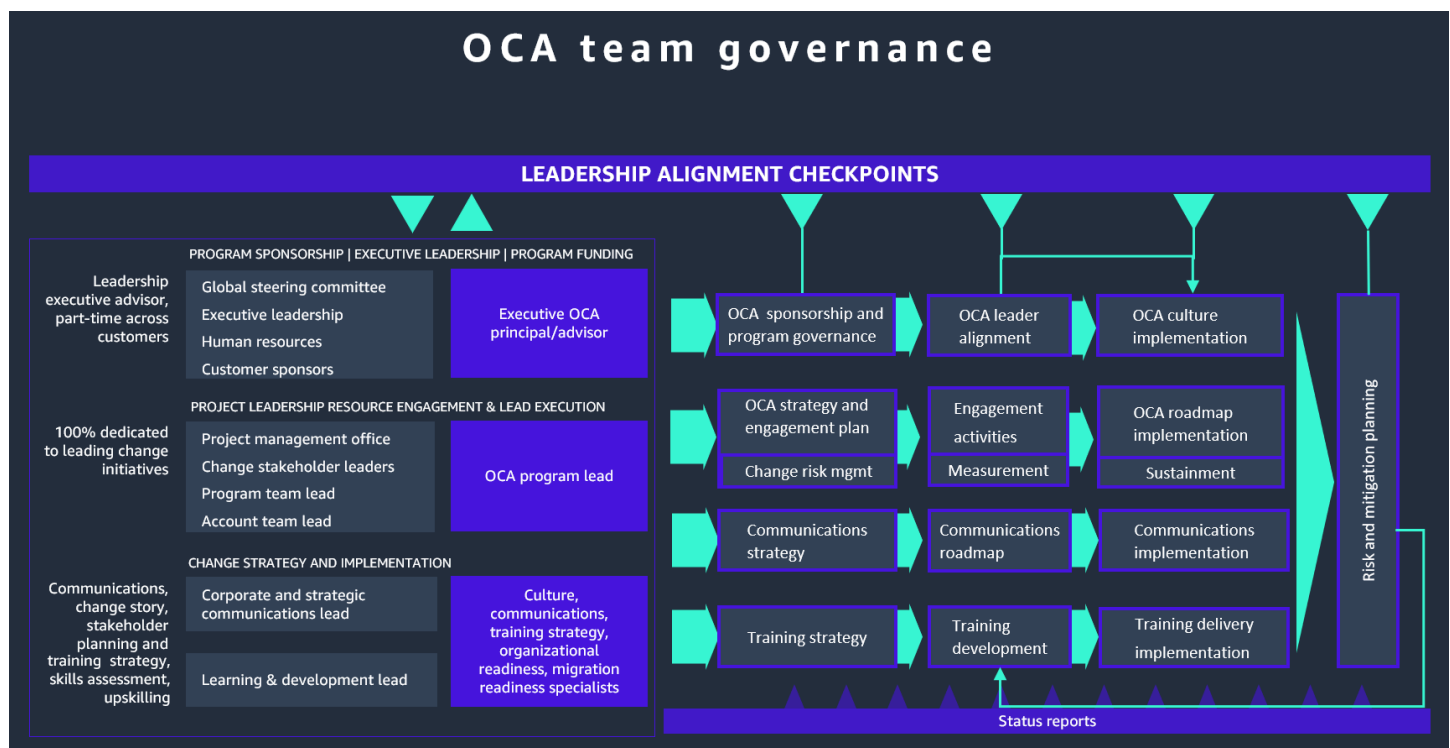 OCA team governance
LEADERSHIP ALIGNMENT CHECKPOINTS
PROGRAM SPONSORSHIP | EXECUTIVE LEADERSHIP | PROGRAM FUNDING
Leadership
executive advisor,
part-time across
customers
Global steering committee
Executive leadership
Human resources
Customer sponsors
Executive OCA
principal/advisor
PROJECT LEADERSHIP RESOURCE ENGAGEMENT & LEAD EXECUTION
100% dedicated
to leading change
initiatives
Project management office
Change stakeholder leaders
Program team lead
Account team lead
OCA program lead
CHANGE STRATEGY AND IMPLEMENTATION
Communications,
change story,
stakeholder
planning and
training strategy,
skills assessment,
upskilling
Corporate and strategic
communications lead
Learning & development lead
Culture,
communications,
training strategy,
organizational
readiness, migration
readiness specialists
OCA sponsorship and
program governance
OCA leader
alignment
OCA culture
implementation
OCA strategy and
engagement plan
Change risk mgmt
Engagement
activities
Measurement
OCA roadmap
implementation
Sustainment
Communications
strategy
Communications
roadmap
Communications
implementation
Training strategy
Training
development
Training delivery
implementation
Risk and mitigation planning
Status reports